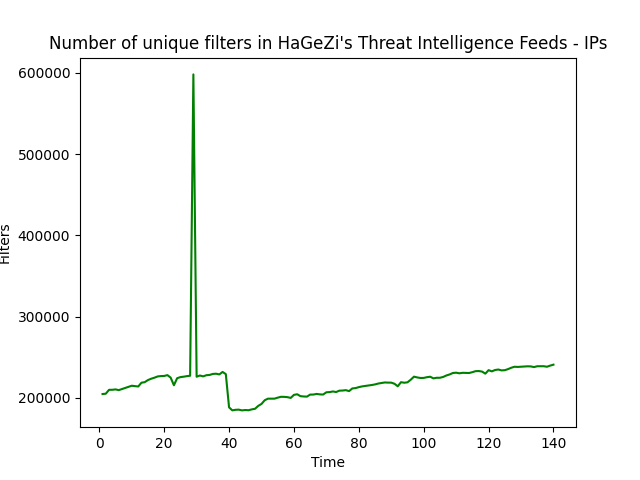 Number of unique filters in HaGeZi's Threat Intelligence Feeds - IPs
600000
500000
400000
300000
200000
Filters
0 20 40 60 80 100 120 140
Time